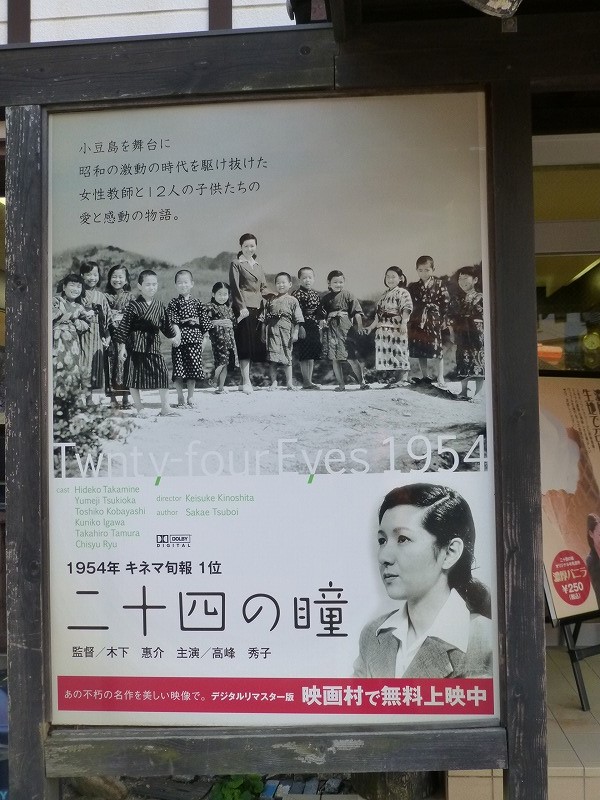 小豆島を舞台に
昭和の激動の時代を駆け抜けた
女性教師と12人の子供たちの
愛と感動の物語。
Twnty-four Eyes 1954
cast Hideko Takamine
Yumeji Tsukioka
Toshiko Kobayashi
Kuniko Igawa
Takahiro Tamura
Chisyu Ryu
director Keisuke Kinoshita
author Sakae Tsuboi
DOLBY
DIGITAL
1954年 キネマ旬報 1位
二十四の瞳
監督／木下 惠介 主演／高峰 秀子
あの不朽の名作を美しい映像で。デジタルリマスター版 映画村で無料上映中
濃厚バニラ
¥250